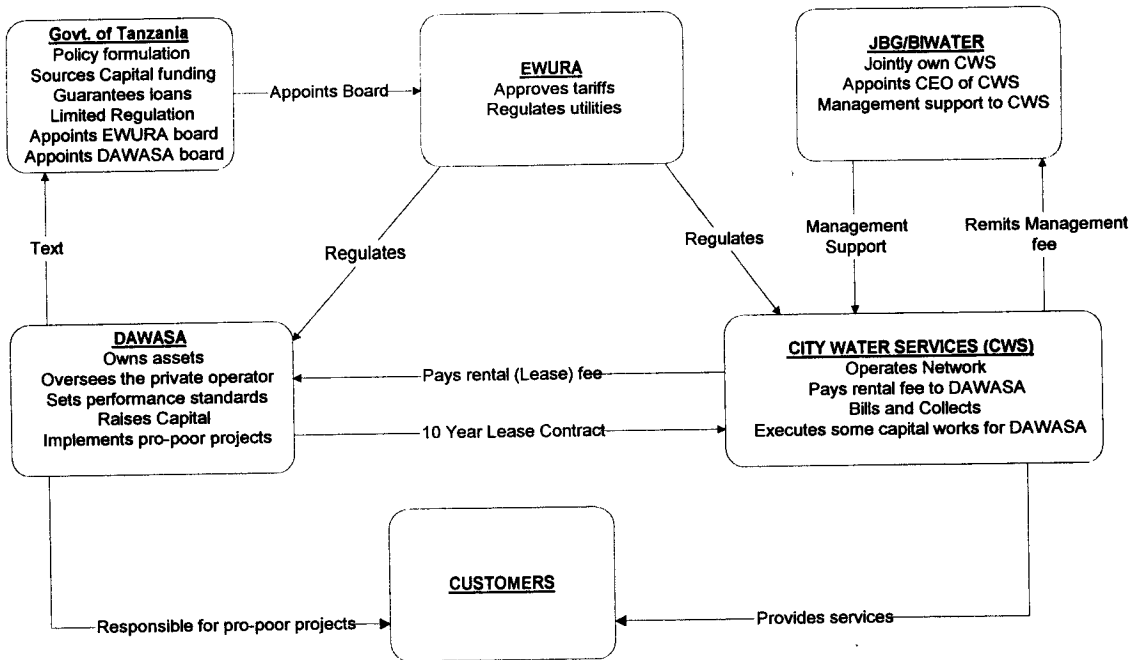 Govt. of Tanzania
Policy formulation
Sources Capital funding
Guarantees loans
Limited Regulation
Appoints EWURA board
Appoints DAWASA board
Appoints Board
EWURA
Approves tariffs
Regulates utilities
JBG/BIWATER
Jointly own CWS
Appoints CEO of CWS
Management support to CWS
Text
Regulates
Regulates
Management
Support
Remits Management
fee
DAWASA
Owns assets
Oversees the private operator
Sets performance standards
Raises Capital
Implements pro-poor projects
Pays rental (Lease) fee
10 Year Lease Contract
CITY WATER SERVICES (CWS)
Operates Network
Pays rental fee to DAWASA
Bills and Collects
Executes some capital works for DAWASA
CUSTOMERS
Responsible for pro-poor projects
Provides services